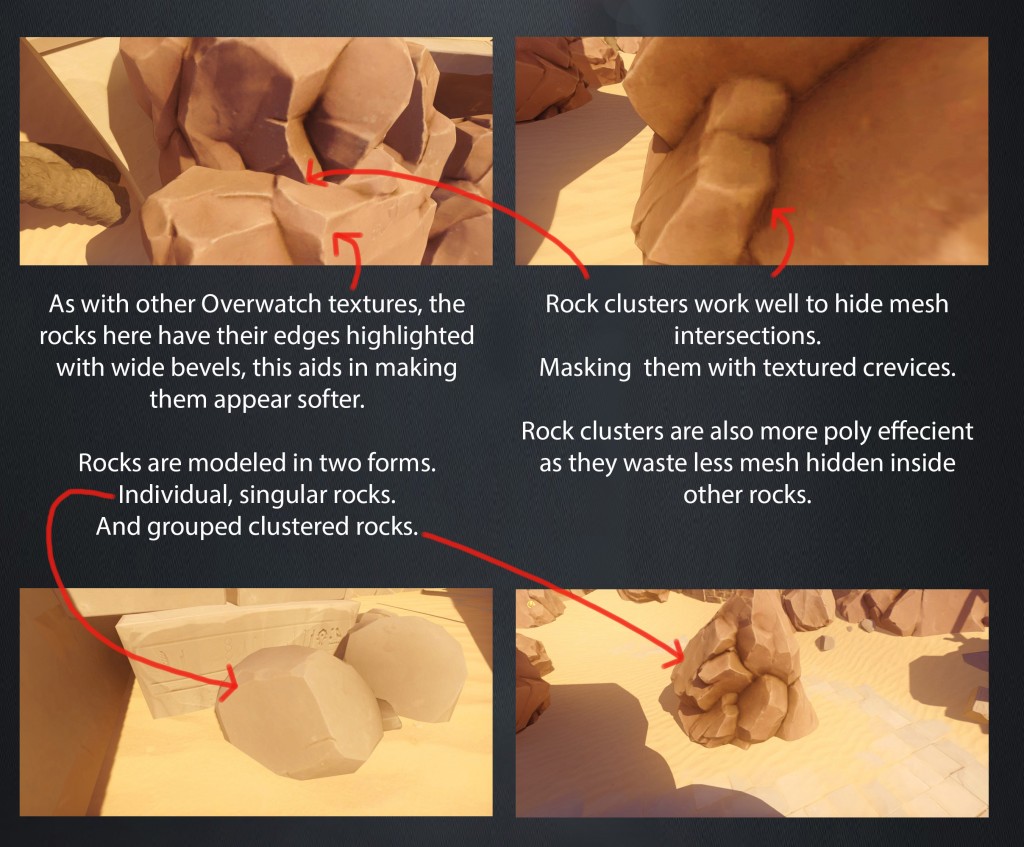 As with other Overwatch textures, the
rocks here have their edges highlighted
with wide bevels, this aids in making
them appear softer.
Rocks are modeled in two forms.
Individual, singular rocks.
And grouped clustered rocks.
Rock clusters work well to hide mesh
intersections.
Masking  them with textured crevices.
Rock clusters are also more poly effecient
as they waste less mesh hidden inside
other rocks.